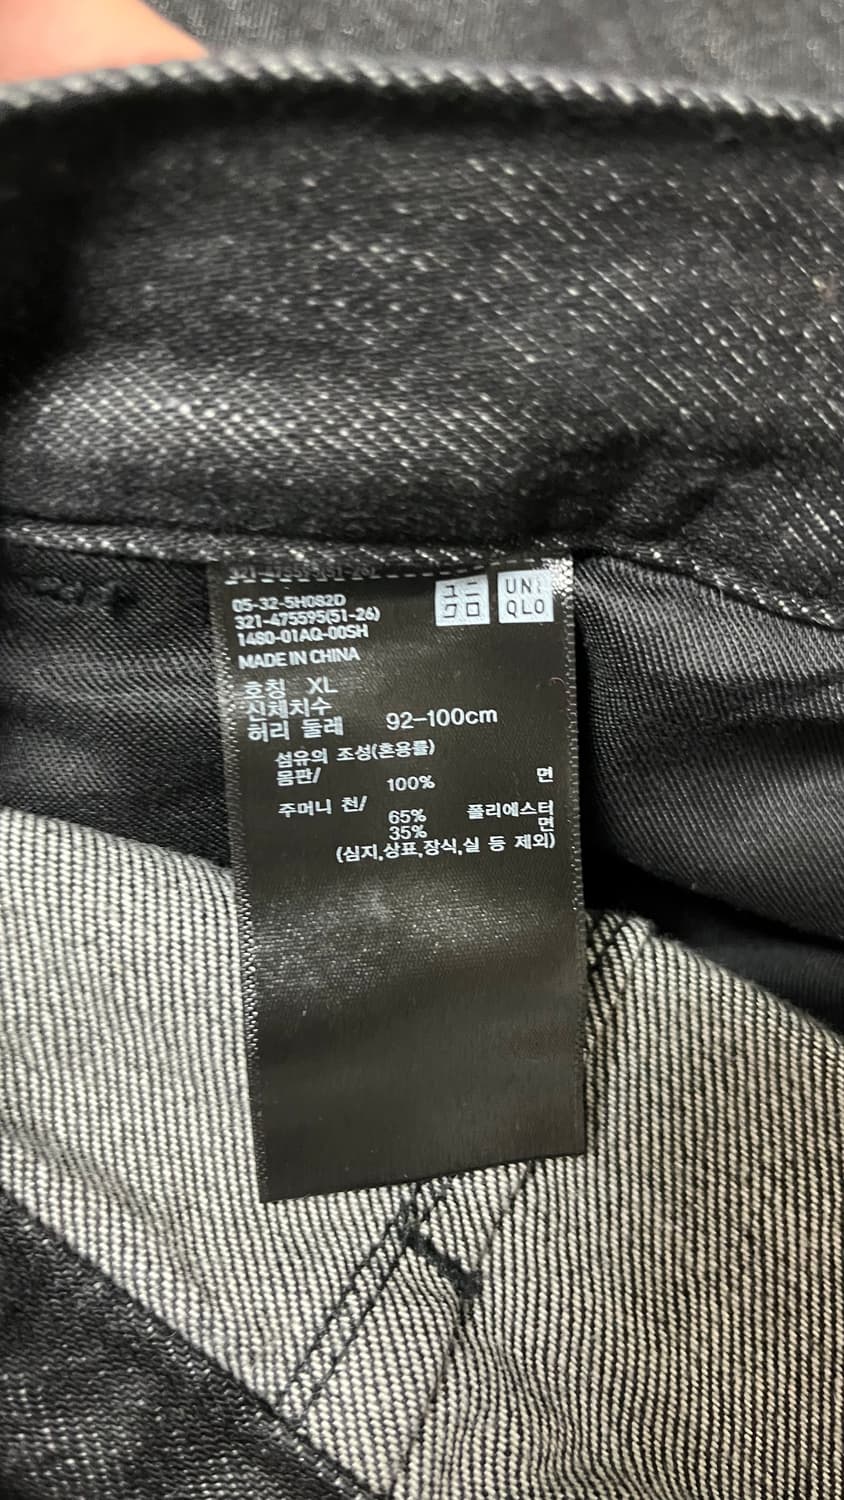 05-32-5H082D
321-475595(51-26)
1480-01AQ-00SH
MADE IN CHINA
ユニ
クロ
UNI
QLO
호칭 XL
신체치수
허리 둘레 92-100cm
섬유의 조성(혼용률)
몸판/
100% 면
주머니 천/
65% 폴리에스터
35% 면
(심지,상표,장식,실 등 제외)